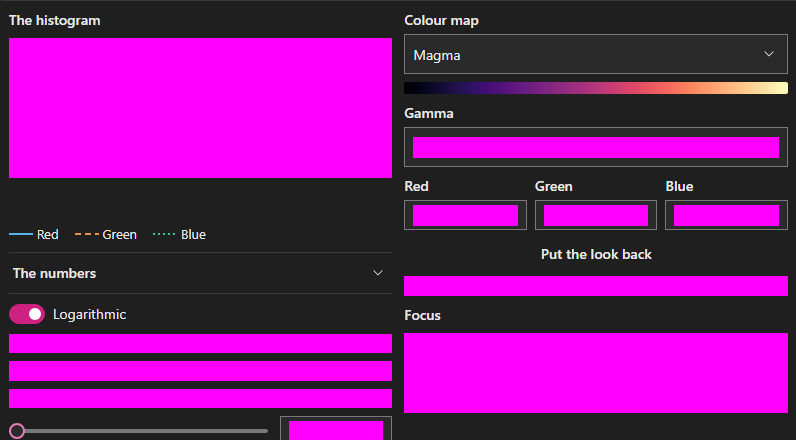 The histogram
Red
Green
Blue
The numbers
Logarithmic
Colour map
Magma
Gamma
Red
Green
Blue
Put the look back
Focus